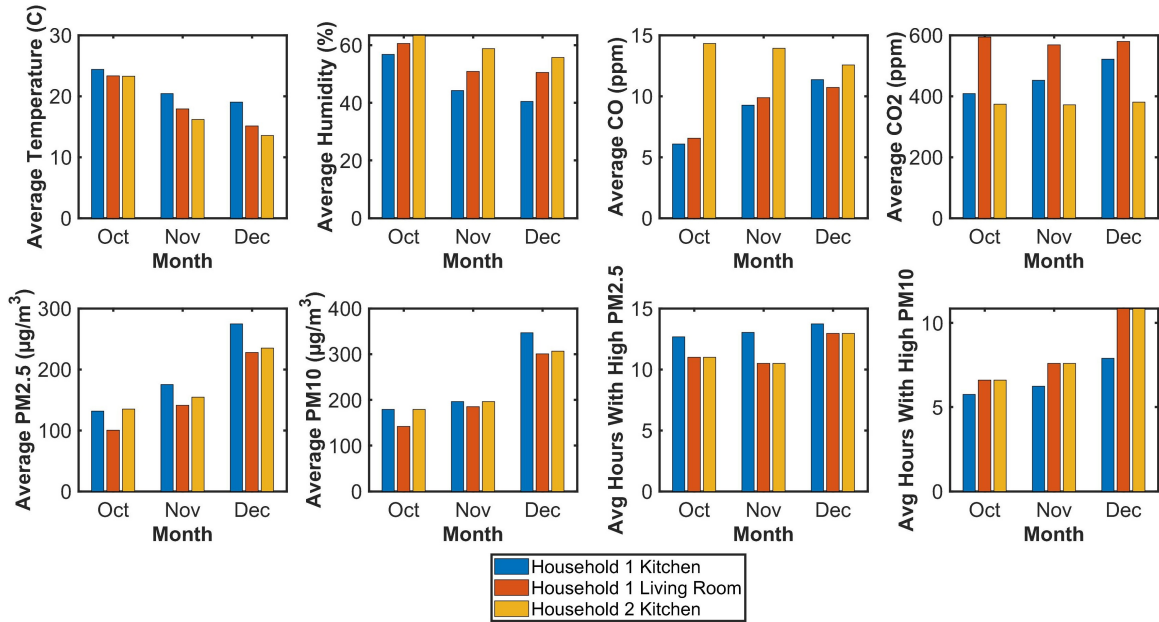 Average Temperature (C)
30
20
10
0
Oct
Nov
Dec
Month
Average Humidity (%)
60
40
20
0
Oct
Nov
Dec
Month
Average CO (ppm)
15
10
5
0
Oct
Nov
Dec
Month
Average CO2 (ppm)
600
400
200
0
Oct
Nov
Dec
Month
Average PM2.5 (µg/m³)
300
200
100
0
Oct
Nov
Dec
Month
Average PM10 (µg/m³)
400
300
200
100
0
Oct
Nov
Dec
Month
Avg Hours With High PM2.5
15
10
5
0
Oct
Nov
Dec
Month
Avg Hours With High PM10
10
5
0
Oct
Nov
Dec
Month
Household 1 Kitchen
Household 1 Living Room
Household 2 Kitchen